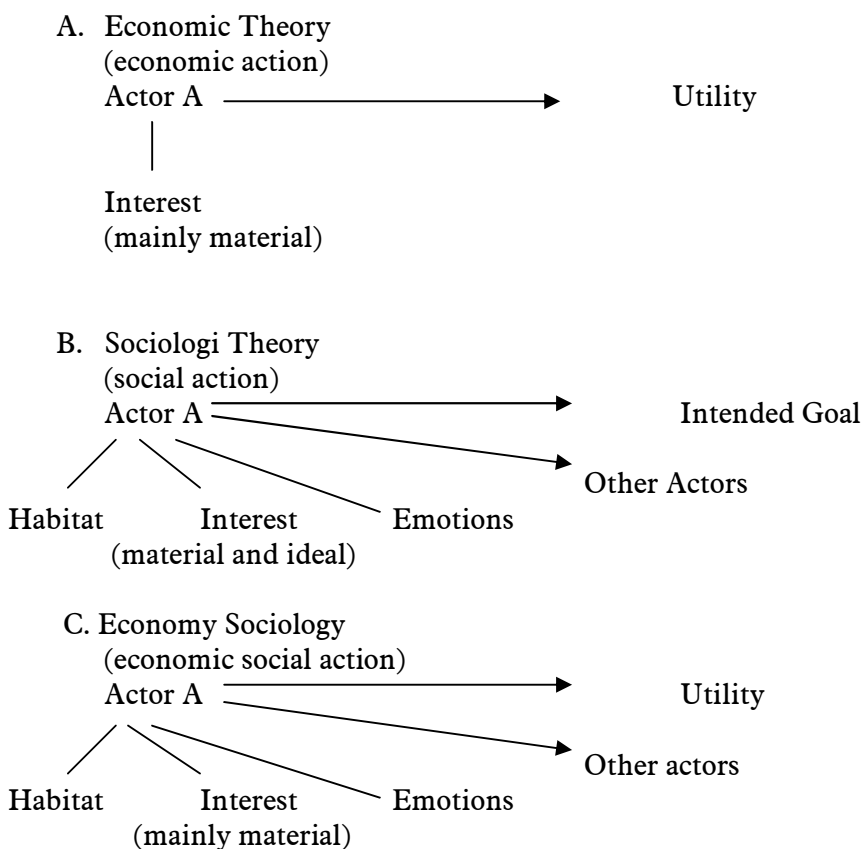 A. Economic Theory
(economic action)
Actor A Utility
Interest
(mainly material)
B. Sociologi Theory
(social action)
Actor A Intended Goal
Other Actors
Habitat Interest Emotions
(material and ideal)
C. Economy Sociology
(economic social action)
Actor A Utility
Other actors
Habitat Interest Emotions
(mainly material)